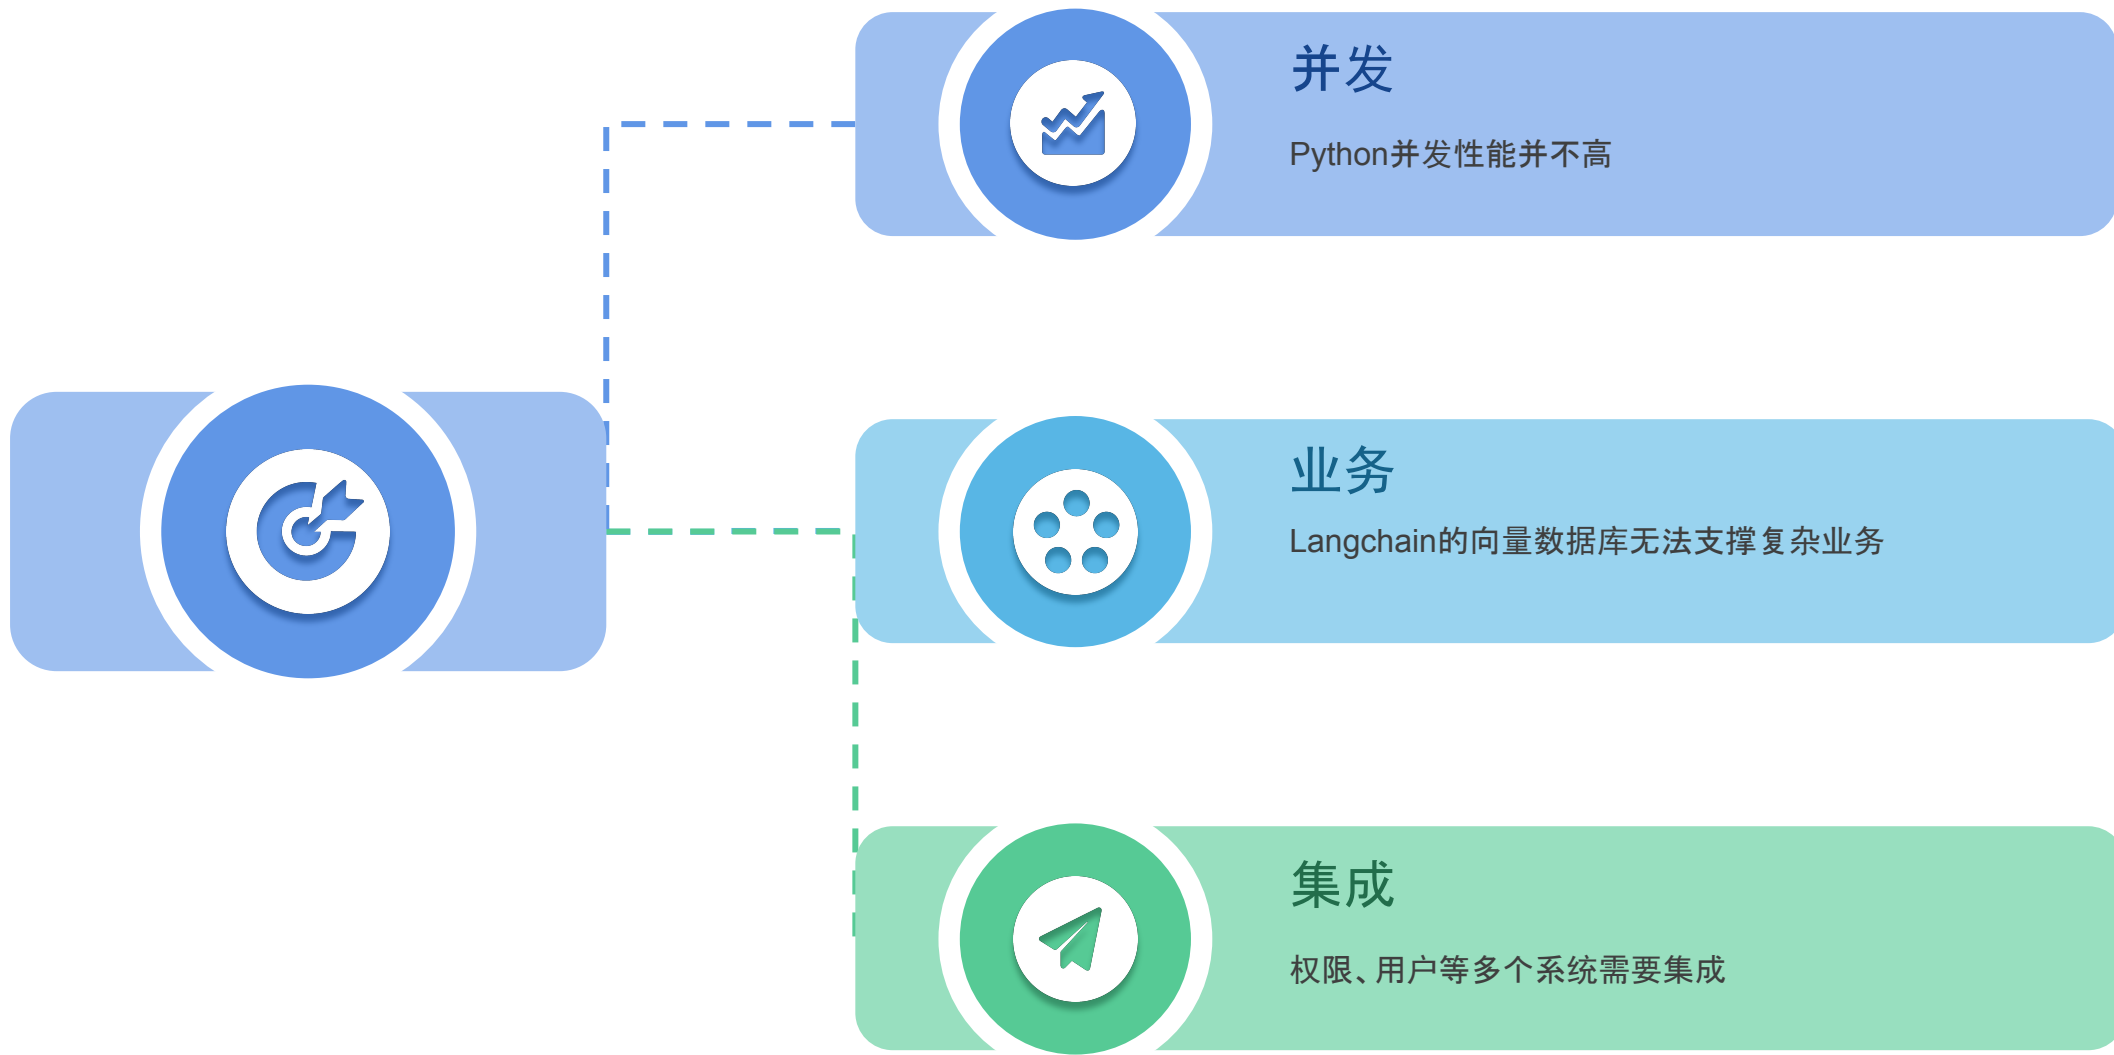 并发
Python并发性能并不高
业务
Langchain的向量数据库无法支撑复杂业务
集成
权限、用户等多个系统需要集成